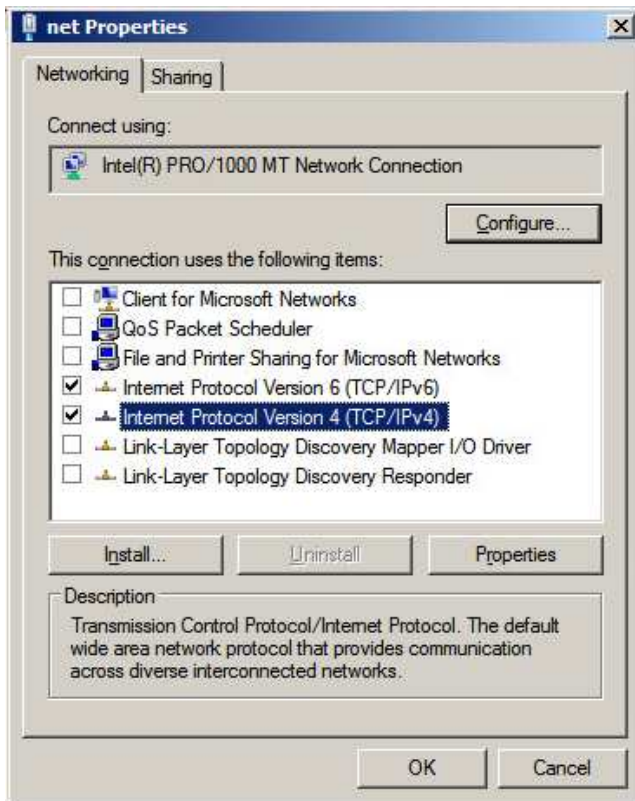 net Properties
Networking
Sharing
Connect using:
Intel(R) PRO/1000 MT Network Connection
Configure...
This connection uses the following items:
Client for Microsoft Networks
QoS Packet Scheduler
File and Printer Sharing for Microsoft Networks
Internet Protocol Version 6 (TCP/IPv6)
Internet Protocol Version 4 (TCP/IPv4)
Link-Layer Topology Discovery Mapper I/O Driver
Link-Layer Topology Discovery Responder
Install...
Uninstall
Properties
Description
Transmission Control Protocol/Internet Protocol. The default
wide area network protocol that provides communication
across diverse interconnected networks.
OK
Cancel